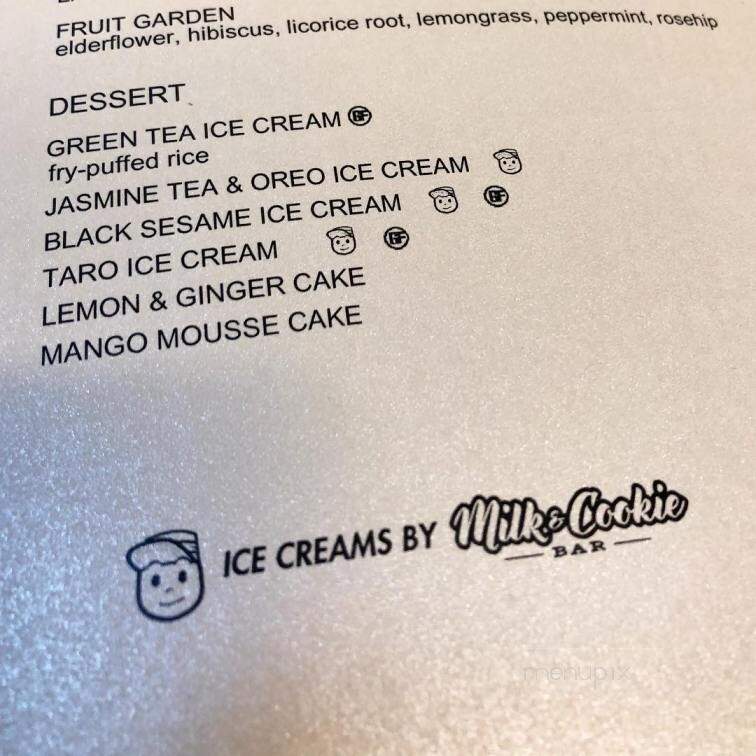 FRUIT GARDEN
elderflower, hibiscus, licorice root, lemongrass, peppermint, rosehip
DESSERT
GREEN TEA ICE CREAM GF
fry-puffed rice
JASMINE TEA & OREO ICE CREAM
BLACK SESAME ICE CREAM GF
TARO ICE CREAM GF
LEMON & GINGER CAKE
MANGO MOUSSE CAKE
ICE CREAMS BY Milk & Cookie
BAR
menupix